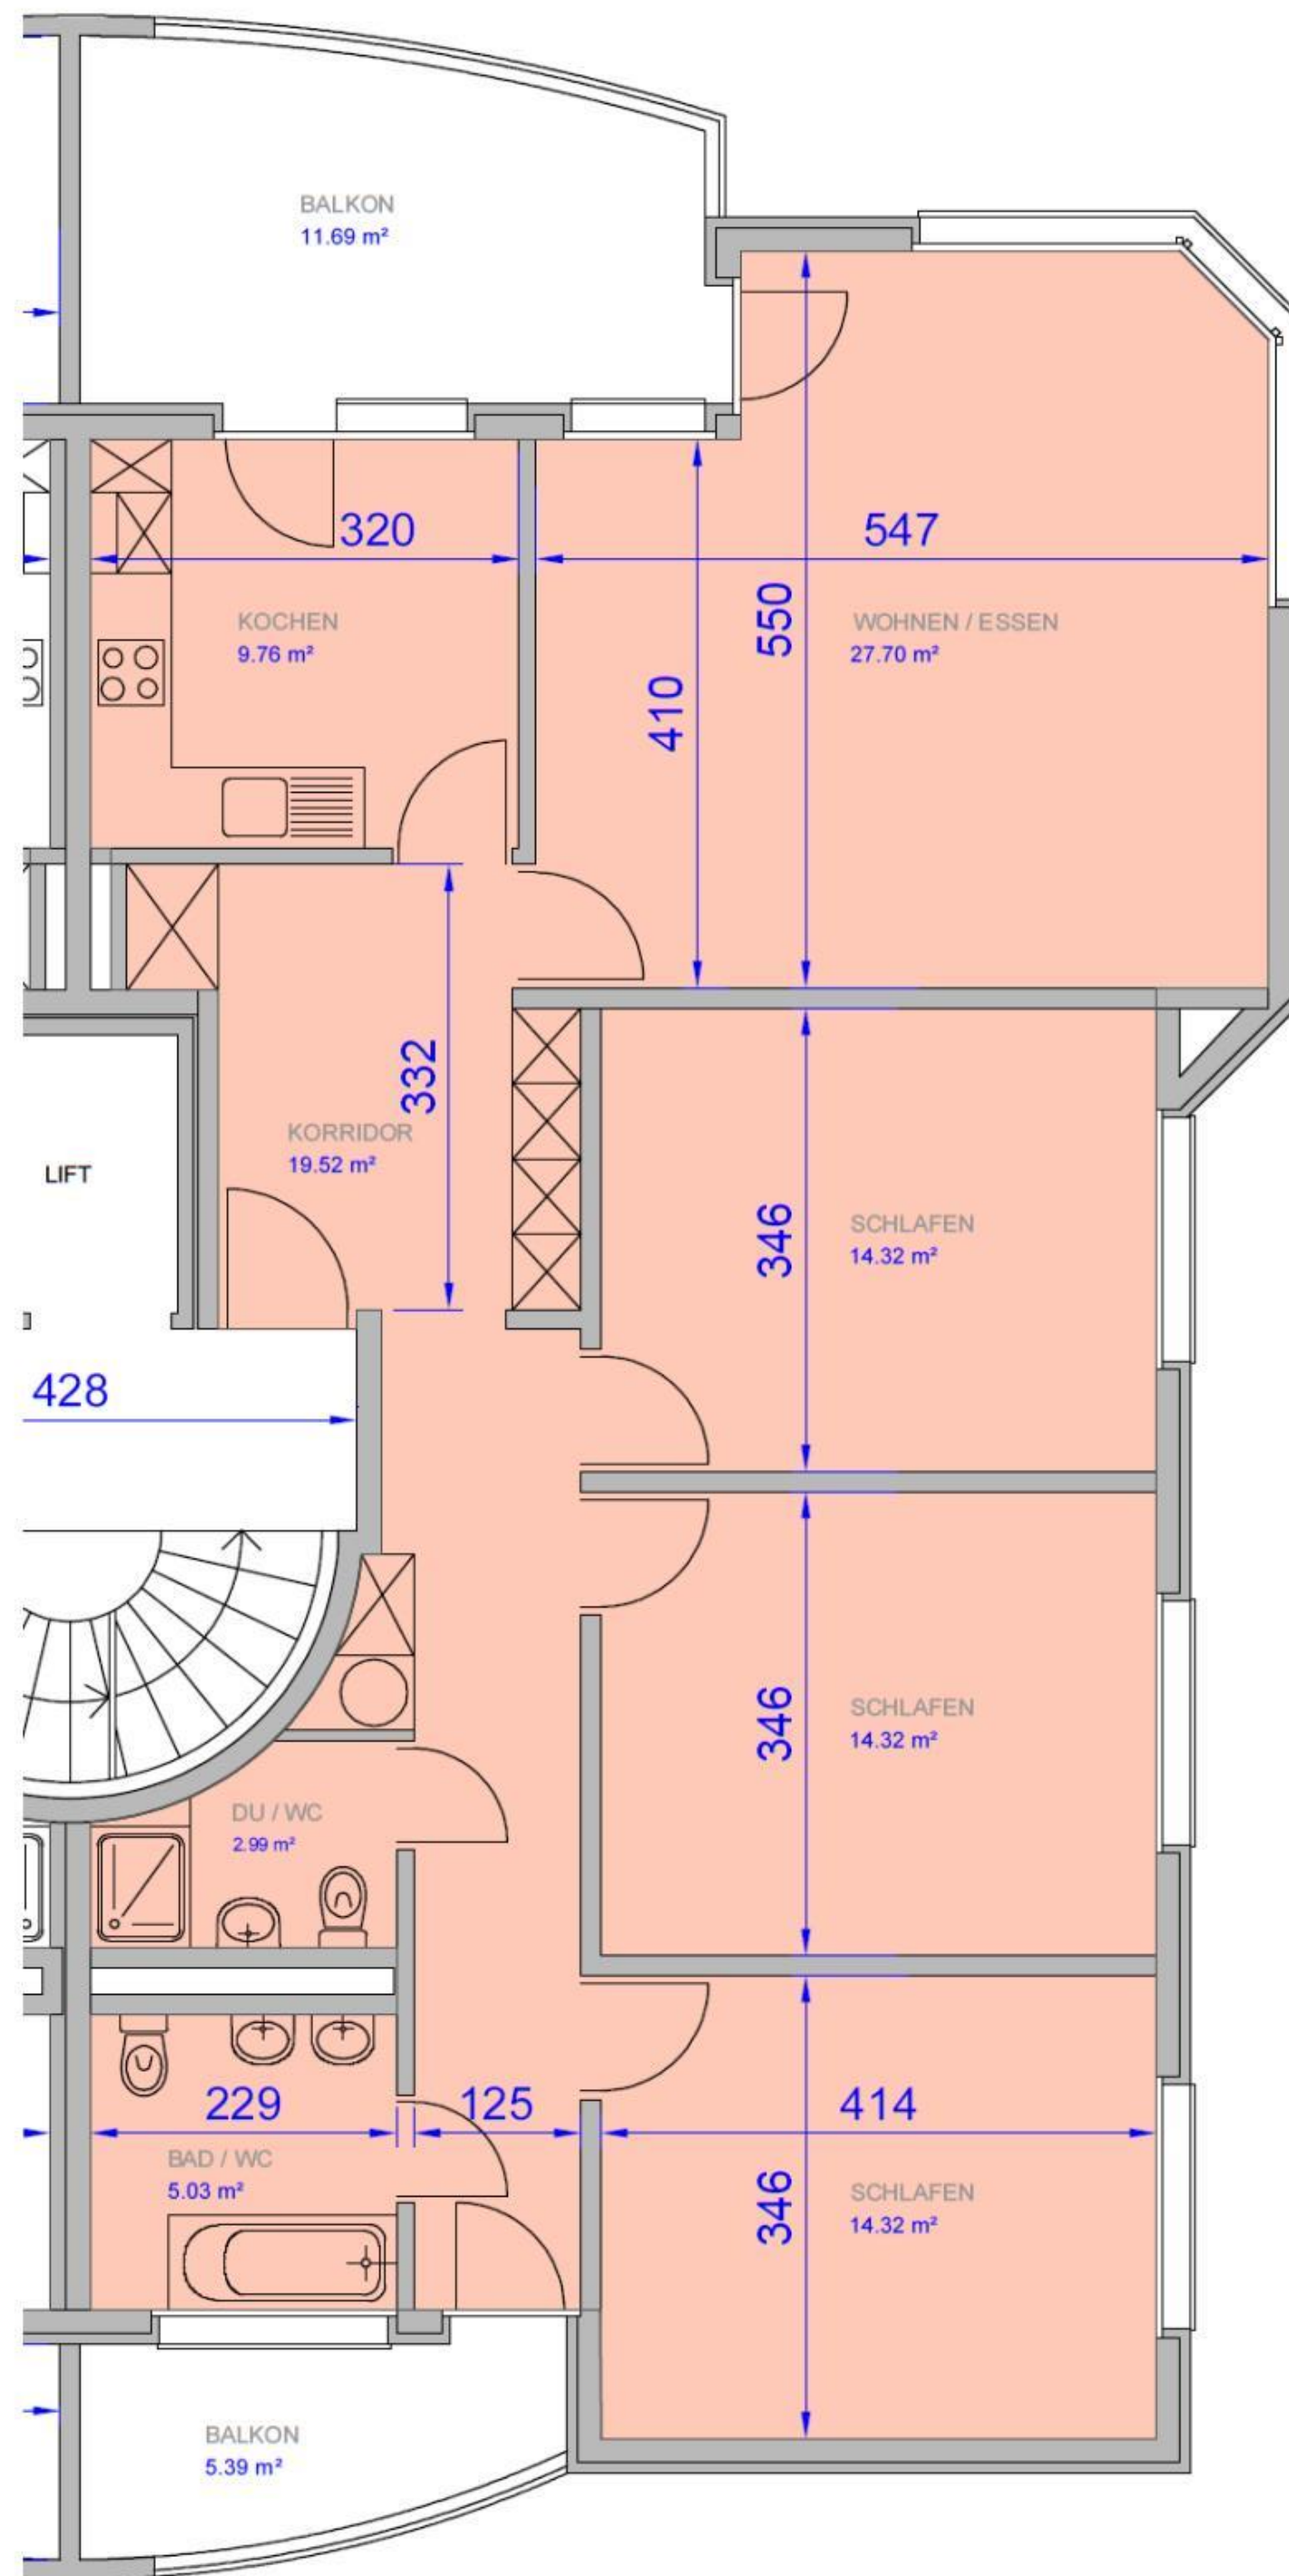 BALKON
11.69 m²
320
547
KOCHEN
9.76 m²
550
WOHNEN / ESSEN
27.70 m²
410
332
KORRIDOR
19.52 m²
LIFT
346
SCHLAFEN
14.32 m²
428
346
SCHLAFEN
14.32 m²
DU / WC
2.99 m²
229
125
414
BAD / WC
5.03 m²
346
SCHLAFEN
14.32 m²
BALKON
5.39 m²